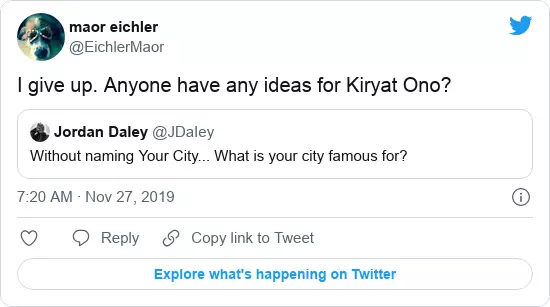 maor eichler
@EichlerMaor
I give up. Anyone have any ideas for Kiryat Ono?
Jordan Daley @JDaley
Without naming Your City... What is your city famous for?
7:20 AM · Nov 27, 2019
Reply
Copy link to Tweet
Explore what's happening on Twitter